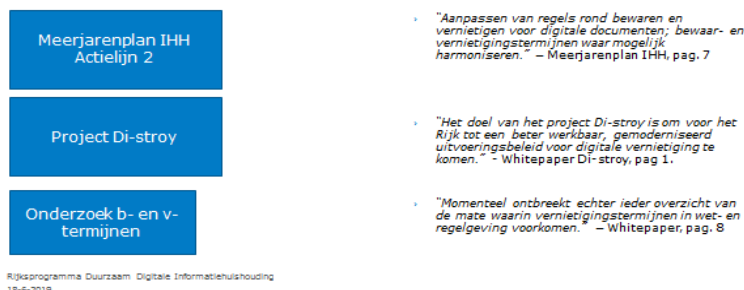 Meerjarenplan IHH
Actielijn 2
"Aanpassen van regels rond bewaren en
vernietigen voor digitale documenten; bewaar- en
vernietigingstermijnen waar mogelijk
harmoniseren." – Meerjarenplan IHH, pag. 7
Project Di-stroy
"Het doel van het project Di-stroy is om voor het
Rijk tot een beter werkbaar, gemoderniseerd
uitvoeringsbeleid voor digitale vernietiging te
komen." - Whitepaper Di-stroy, pag 1.
Onderzoek b- en v-
termijnen
"Momenteel ontbreekt echter ieder overzicht van
de mate waarin vernietigingstermijnen in wet- en
regelgeving voorkomen." – Whitepaper, pag. 8
Rijksprogramma Duurzaam Digitale Informatiehuishouding
18-6-2019